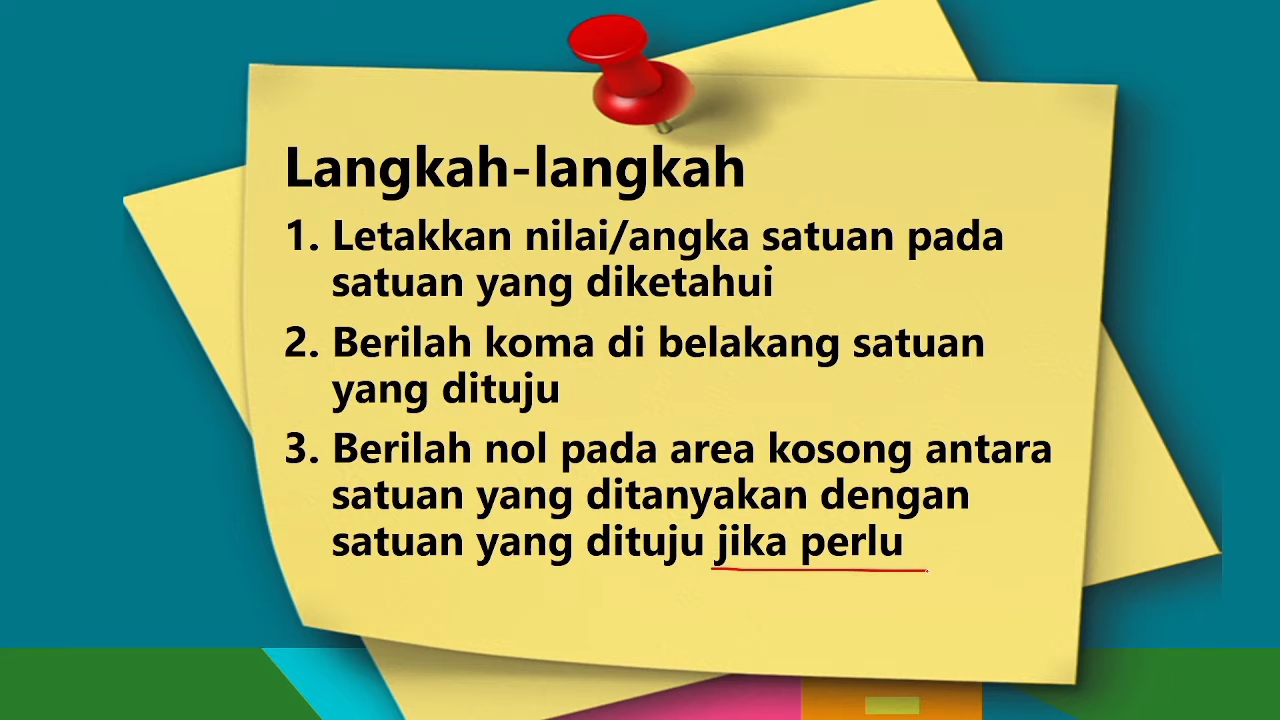 Langkah-langkah
1. Letakkan nilai/angka satuan pada
satuan yang diketahui
2. Berilah koma di belakang satuan
yang dituju
3. Berilah nol pada area kosong antara
satuan yang ditanyakan dengan
satuan yang dituju jika perlu